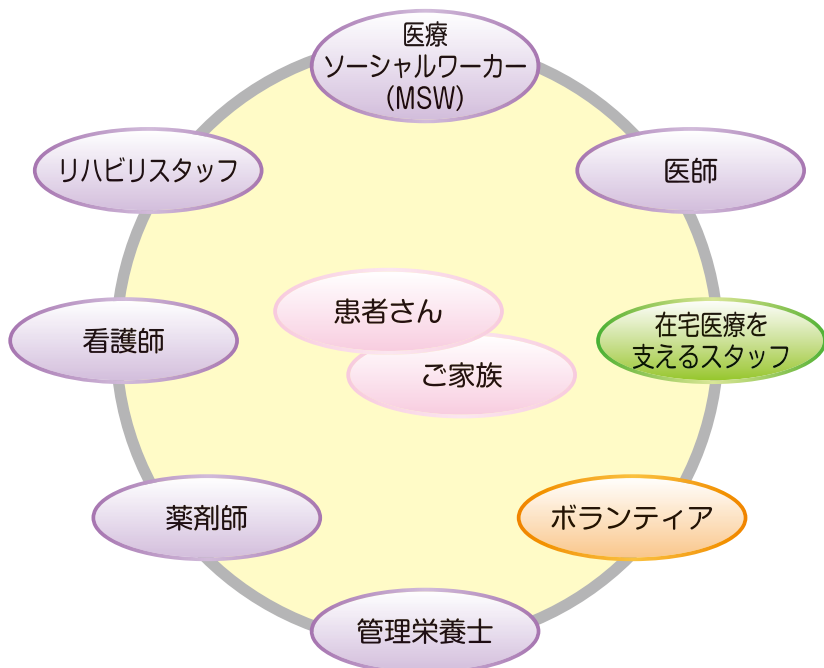 医療
ソーシャルワーカー
(MSW)
リハビリスタッフ
医師
患者さん
看護師
在宅医療を
支えるスタッフ
ご家族
薬剤師
ボランティア
管理栄養士